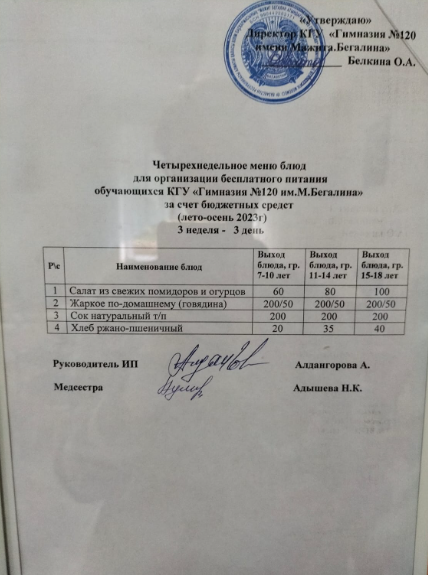 «Утверждаю»
Директор КГУ «Гимназия №120
имени Мажита.Бегалина»
Белкина О.А.
Четырехнедельное меню блюд
для организации бесплатного питания
обучающихся КГУ «Гимназия №120 им.М.Бегалина»
за счет бюджетных средст
(лето-осень 2023г)
3 неделя - 3 день
Р\с Наименование блюд Выход блюда, гр. 7-10 лет Выход блюда, гр. 11-14 лет Выход блюда, гр. 15-18 лет
1 Салат из свежих помидоров и огурцов 60 80 100
2 Жаркое по-домашнему (говядина) 200/50 200/50 200/50
3 Сок натуральный т/п 200 200 200
4 Хлеб ржано-пшеничный 20 35 40
Руководитель ИП Алдангорова А.
Медсестра Адышева Н.К.